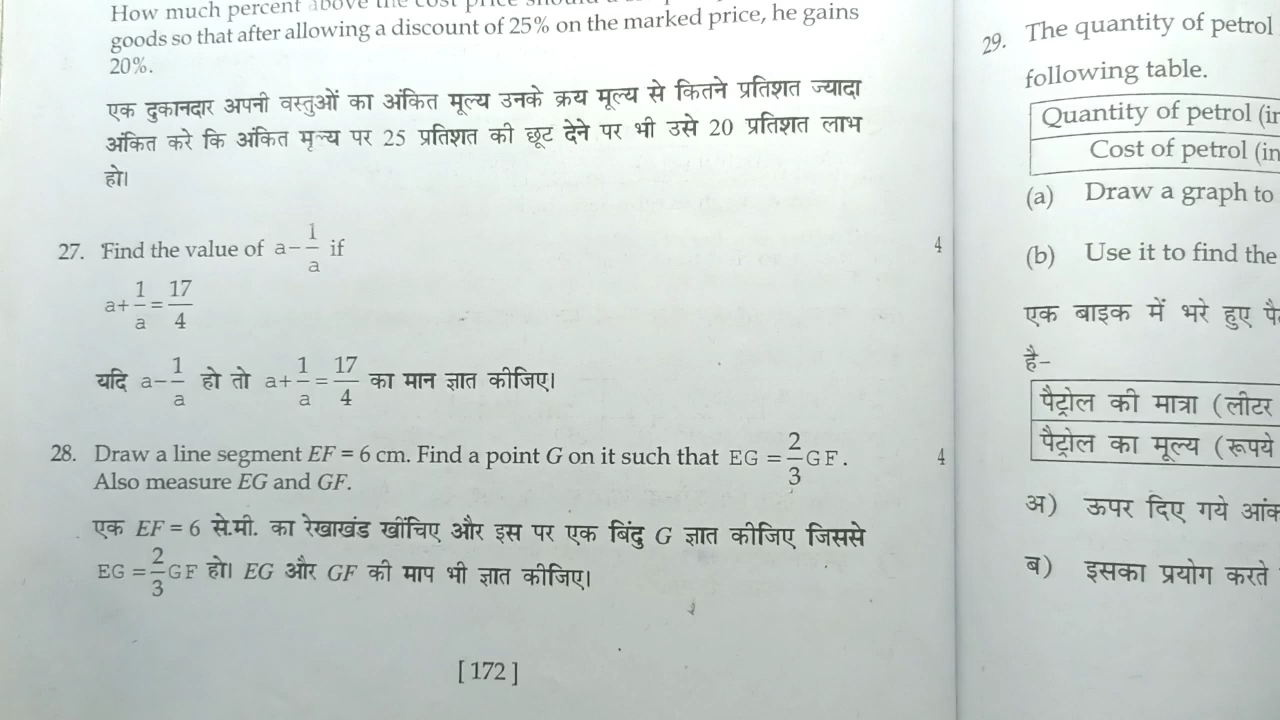 How much percent above the cost price should a
goods so that after allowing a discount of 25% on the marked price, he gains
20%.
एक दुकानदार अपनी वस्तुओं का अंकित मूल्य उनके क्रय मूल्य से कितने प्रतिशत ज्यादा
अंकित करे कि अंकित मूल्य पर 25 प्रतिशत की छूट देने पर भी उसे 20 प्रतिशत लाभ
हो।
27. Find the value of a-1/a if 4
a+1/a=17/4
यदि a-1/a हो तो a+1/a=17/4 का मान ज्ञात कीजिए।
28. Draw a line segment EF = 6 cm. Find a point G on it such that EG =2/3GF. 4
Also measure EG and GF.
एक EF = 6 से.मी. का रेखाखंड खींचिए और इस पर एक बिंदु G ज्ञात कीजिए जिससे
EG =2/3GF हो। EG और GF की माप भी ज्ञात कीजिए।
[ 172 ]
29. The quantity of petrol
following table.
Quantity of petrol (in
Cost of petrol (in
(a) Draw a graph to
(b) Use it to find the
एक बाइक में भरे हुए
है-
पैट्रोल की मात्रा (लीटर
पैट्रोल का मूल्य (रूपये
अ) ऊपर दिए गये
ब) इसका प्रयोग करते